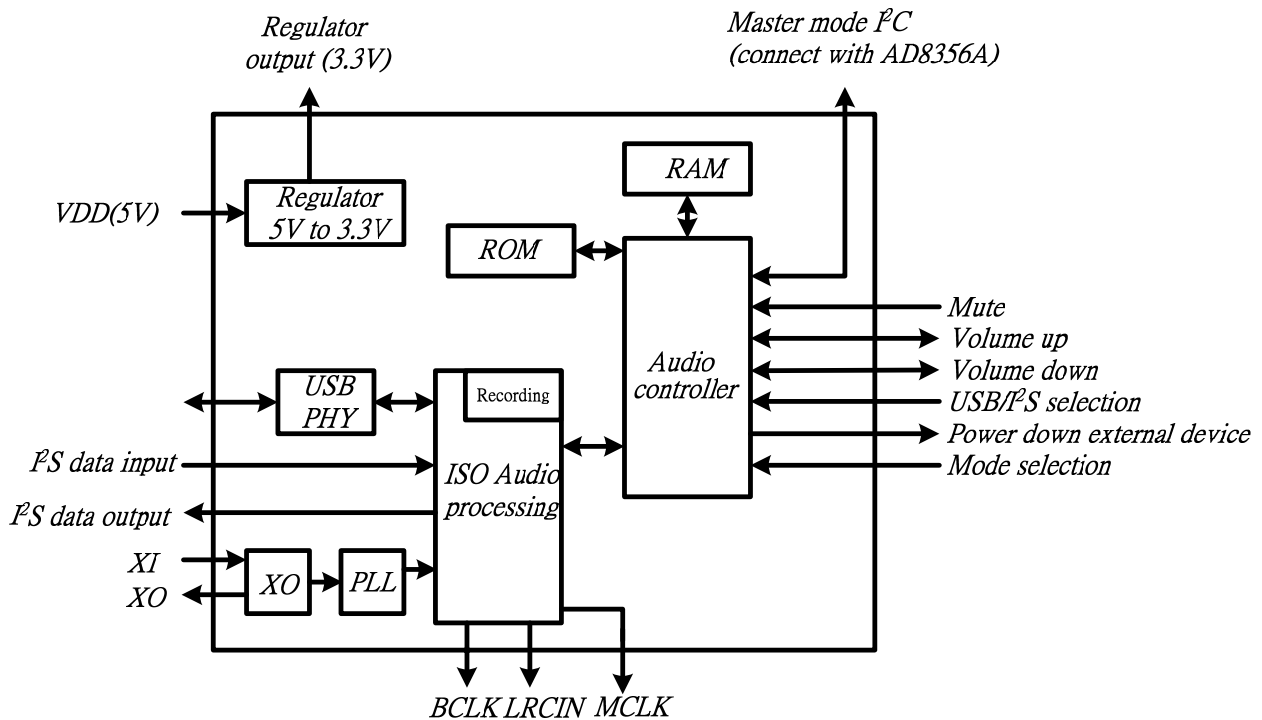 Regulator
output (3.3V)
Master mode I²C
(connect with AD8356A)
RAM
VDD(5V)
Regulator
5V to 3.3V
ROM
Mute
Volume up
Volume down
USB/I²S selection
Power down external device
Mode selection
Audio
controller
USB
PHY
Recording
I²S data input
ISO Audio
processing
I²S data output
XI
XO
XO
PLL
BCLK LRCIN MCLK